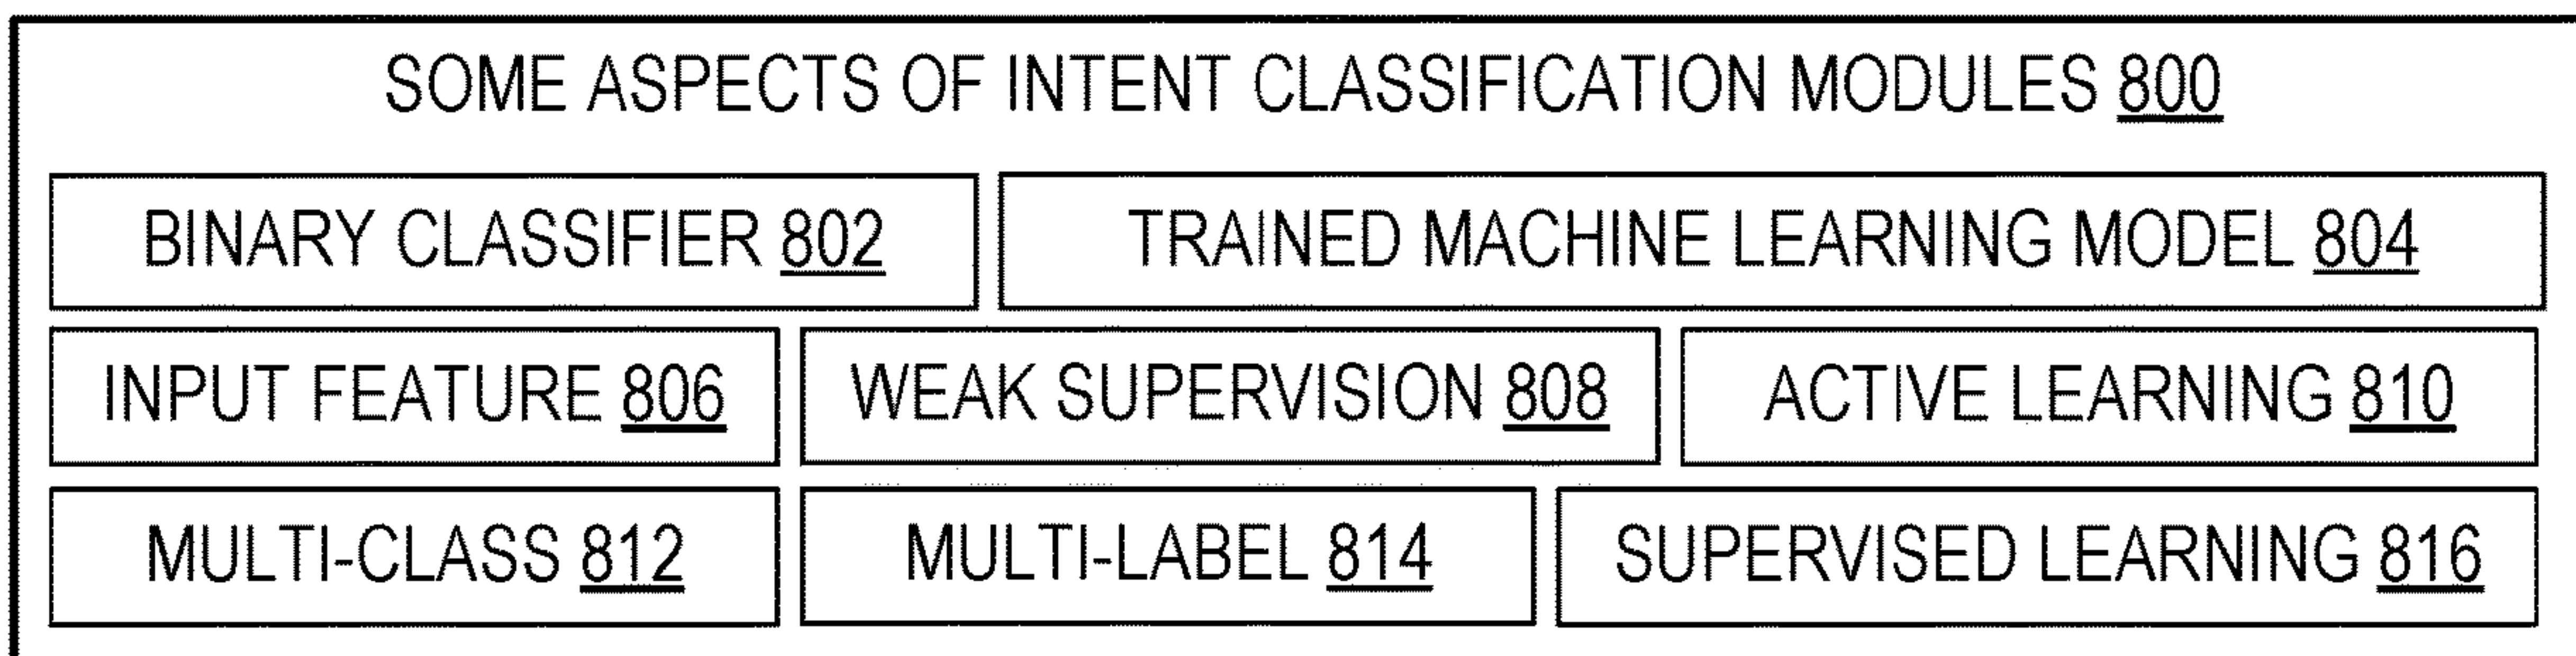 SOME ASPECTS OF INTENT CLASSIFICATION MODULES 800
BINARY CLASSIFIER 802 TRAINED MACHINE LEARNING MODEL 804
INPUT FEATURE 806 WEAK SUPERVISION 808 ACTIVE LEARNING 810
MULTI-CLASS 812 MULTI-LABEL 814 SUPERVISED LEARNING 816